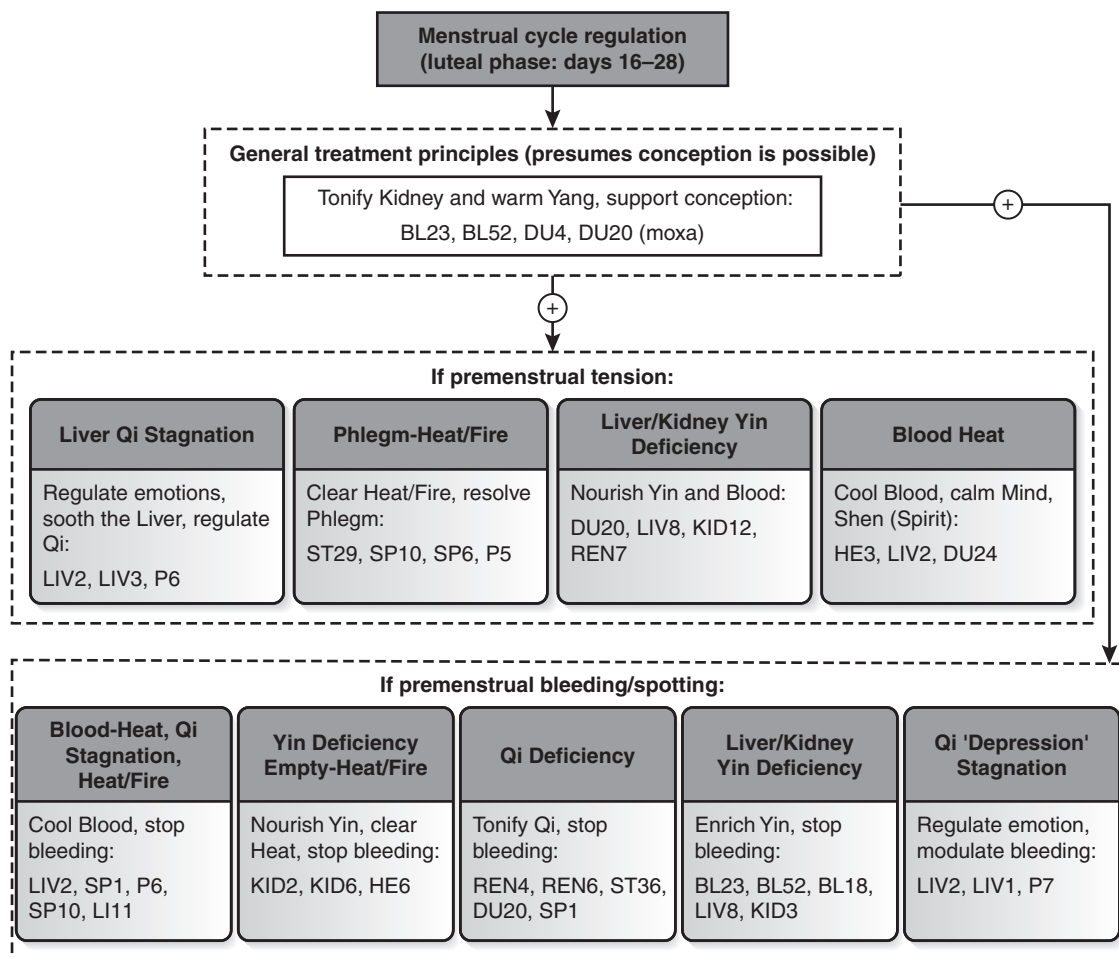 Menstrual cycle regulation
(luteal phase: days 16–28)
General treatment principles (presumes conception is possible)
Tonify Kidney and warm Yang, support conception:
BL23, BL52, DU4, DU20 (moxa)
+
+
If premenstrual tension:
Liver Qi Stagnation
Regulate emotions,
sooth the Liver, regulate
Qi:
LIV2, LIV3, P6
Phlegm-Heat/Fire
Clear Heat/Fire, resolve
Phlegm:
ST29, SP10, SP6, P5
Liver/Kidney Yin
Deficiency
Nourish Yin and Blood:
DU20, LIV8, KID12,
REN7
Blood Heat
Cool Blood, calm Mind,
Shen (Spirit):
HE3, LIV2, DU24
If premenstrual bleeding/spotting:
Blood-Heat, Qi
Stagnation,
Heat/Fire
Cool Blood, stop
bleeding:
LIV2, SP1, P6,
SP10, LI11
Yin Deficiency
Empty-Heat/Fire
Nourish Yin, clear
Heat, stop bleeding:
KID2, KID6, HE6
Qi Deficiency
Tonify Qi, stop
bleeding:
REN4, REN6, ST36,
DU20, SP1
Liver/Kidney
Yin Deficiency
Enrich Yin, stop
bleeding:
BL23, BL52, BL18,
LIV8, KID3
Qi 'Depression'
Stagnation
Regulate emotion,
modulate bleeding:
LIV2, LIV1, P7